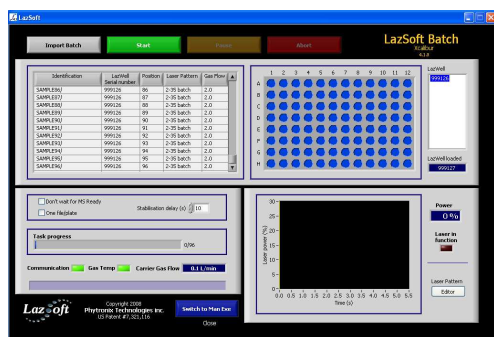 LazSoft
Import Batch
Start
Pause
Abort
LazSoft Batch
Xcalibur
4.1.0
Identification LazWell Serial number Position Laser Pattern Gas Flow
SAMPLE86/ 999126 86 2-35 batch 2.0
SAMPLE87/ 999126 87 2-35 batch 2.0
SAMPLE88/ 999126 88 2-35 batch 2.0
SAMPLE89/ 999126 89 2-35 batch 2.0
SAMPLE90/ 999126 90 2-35 batch 2.0
SAMPLE91/ 999126 91 2-35 batch 2.0
SAMPLE92/ 999126 92 2-35 batch 2.0
SAMPLE93/ 999126 93 2-35 batch 2.0
SAMPLE94/ 999126 94 2-35 batch 2.0
SAMPLE95/ 999126 95 2-35 batch 2.0
SAMPLE96/ 999126 96 2-35 batch 2.0
1 2 3 4 5 6 7 8 9 10 11 12
A
B
C
D
E
F
G
H
LazWell
999126
LazWell loaded
999127
Don't wait for MS Ready
One file/plate
Stabilisation delay (s) 10
Task progress
0/96
Communication Gas Temp Carrier Gas Flow 0.1 L/min
Laz soft
Copyright 2008
Phytronix Technologies Inc.
US Patent #7,321,116
Switch to Man Exe
Close
Laser power (%)
30
25
20
15
10
5
0
0.0 0.5 1.0 1.5 2.0 2.5 3.0 3.5 4.0 4.5 5.0 5.5
Time (s)
Power
0 %
Laser in
function
Laser Pattern
Editor